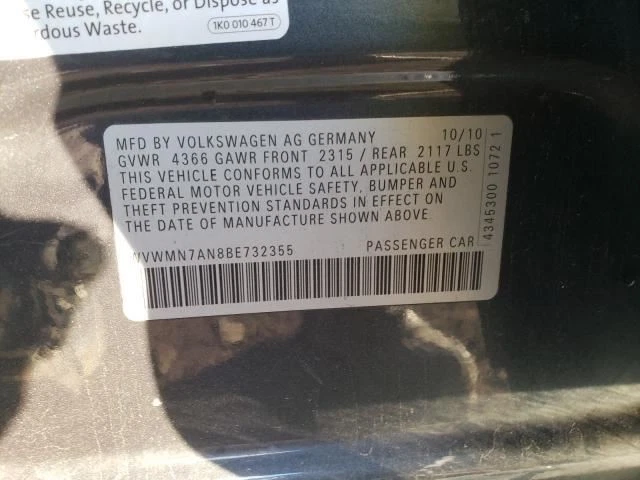 se Reuse, Recycle, or Dispose as
rdous Waste.
1K0 010 467 T
MFD BY VOLKSWAGEN AG GERMANY 10/10
GVWR 4366 GAWR FRONT 2315 / REAR 2117 LBS
THIS VEHICLE CONFORMS TO ALL APPLICABLE U.S.
FEDERAL MOTOR VEHICLE SAFETY, BUMPER AND
THEFT PREVENTION STANDARDS IN EFFECT ON
THE DATE OF MANUFACTURE SHOWN ABOVE.
WVWMN7AN8BE732355 PASSENGER CAR
4345300 1072 1